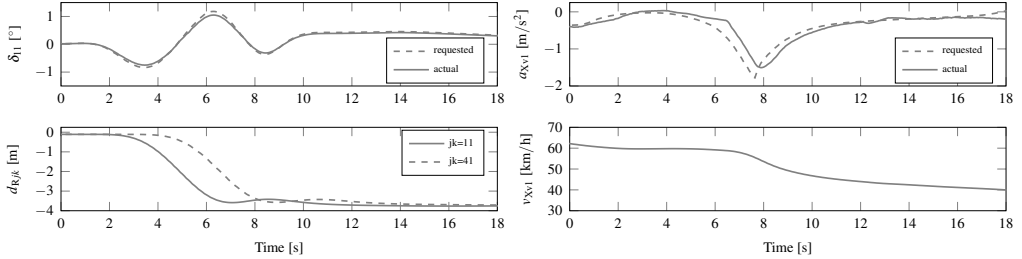 1
0
−1
δ₁₁ [°]
requested
actual
0 2 4 6 8 10 12 14 16 18
0
−1
−2
aXv1 [m/s²]
requested
actual
0 2 4 6 8 10 12 14 16 18
0
−1
−2
−3
−4
dRjk [m]
jk=11
jk=41
0 2 4 6 8 10 12 14 16 18
Time [s]
70
60
50
40
30
vXv1 [km/h]
0 2 4 6 8 10 12 14 16 18
Time [s]